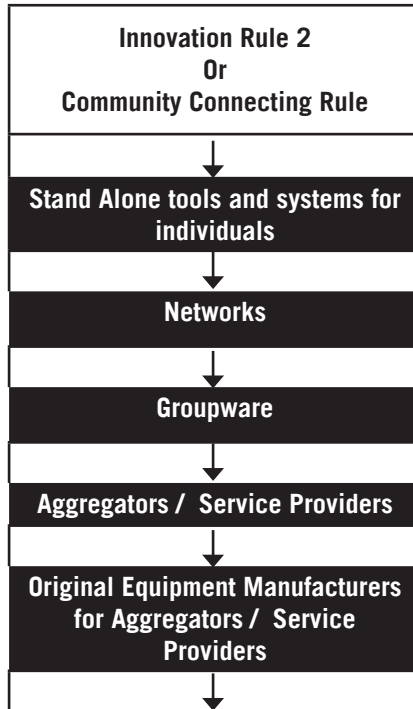 Innovation Rule 2
Or
Community Connecting Rule
Stand Alone tools and systems for
individuals
Networks
Groupware
Aggregators / Service Providers
Original Equipment Manufacturers
for Aggregators / Service
Providers